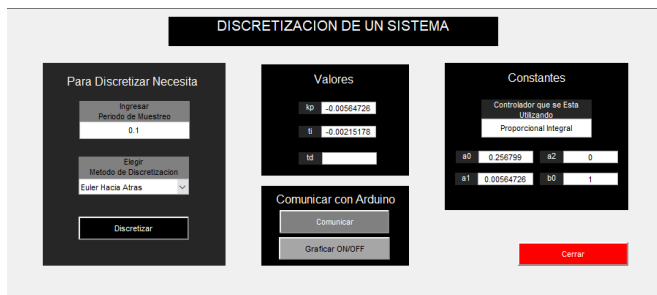 DISCRETIZACION DE UN SISTEMA
Para Discretizar Necesita
Ingresar
Periodo de Muestreo
0.1
Elegir
Metodo de Discretizacion
Euler Hacia Atras
Discretizar
Valores
kp -0.00564726
ti -0.00215178
td
Comunicar con Arduino
Comunicar
Graficar ON/OFF
Constantes
Controlador que se Esta
Utilizando
Proporcional Integral
a0 0.256799 a2 0
a1 0.00564726 b0 1
Cerrar